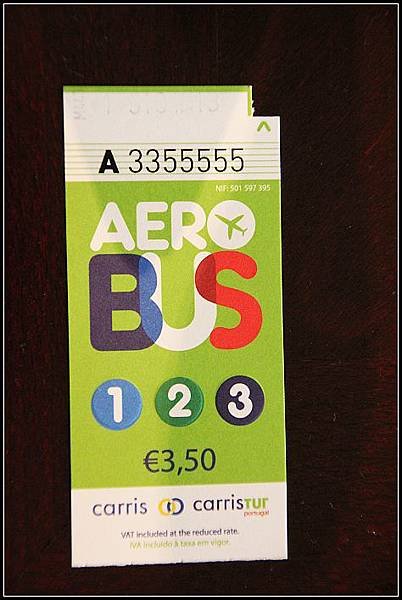 A 3355555
NIF: 501 597 395
AERO
BUS
1 2 3
€3,50
carris carrisTUR
portugal
VAT included at the reduced rate.
IVA incluído à taxa em vigor.